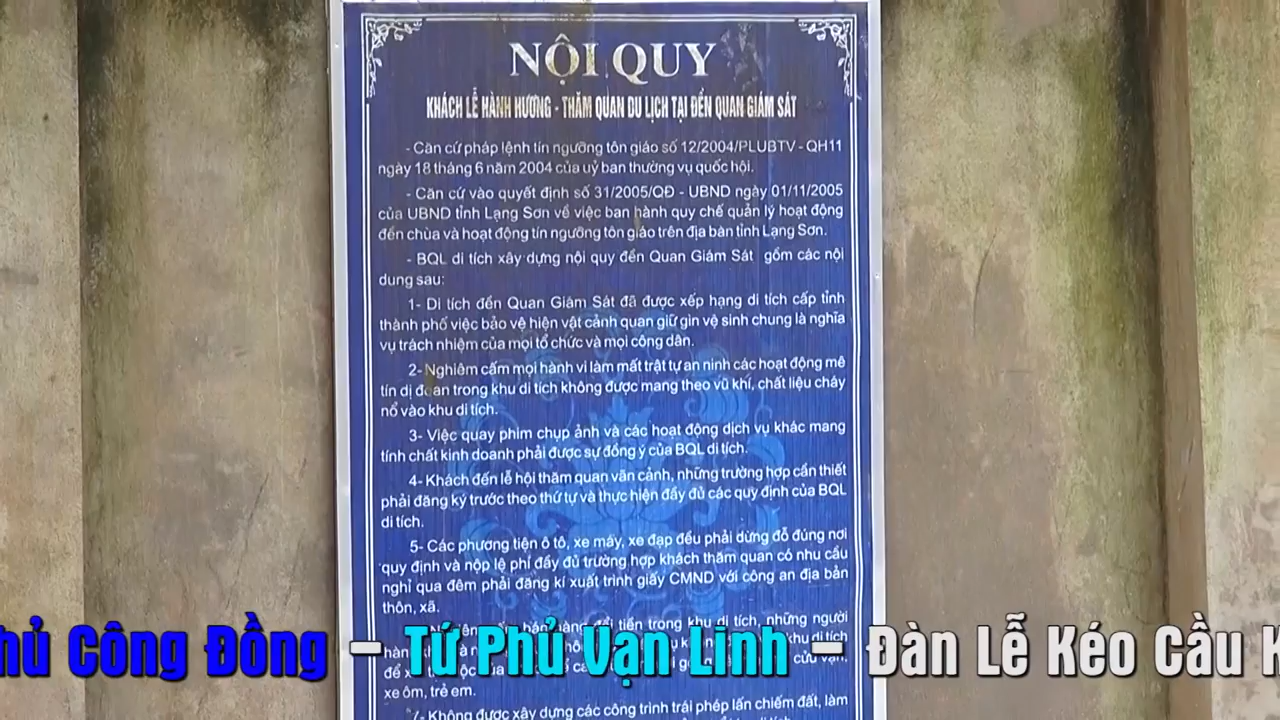 NỘI QUY
KHÁCH LỄ HÀNH HƯƠNG - THĂM QUAN DU LỊCH TẠI ĐỀN QUAN GIÁM SÁT
- Căn cứ pháp lệnh tín ngưỡng tôn giáo số 12/2004/PLUBTV - QH11
ngày 18 tháng 6 năm 2004 của uỷ ban thường vụ quốc hội.
- Căn cứ vào quyết định số 31/2005/QĐ - UBND ngày 01/11/2005
của UBND tỉnh Lạng Sơn về việc ban hành quy chế quản lý hoạt động
đền chùa và hoạt động tín ngưỡng tôn giáo trên địa bàn tỉnh Lạng Sơn.
- BQL di tích xây dựng nội quy đền Quan Giám Sát gồm các nội
dung sau:
1- Di tích đền Quan Giám Sát đã được xếp hạng di tích cấp tỉnh
thành phố việc bảo vệ hiện vật cảnh quan giữ gìn vệ sinh chung là nghĩa
vụ trách nhiệm của mọi tổ chức và mọi công dân.
2- Nghiêm cấm mọi hành vi làm mất trật tự an ninh các hoạt động mê
tín dị đoan trong khu di tích không được mang theo vũ khí, chất liệu cháy
nổ vào khu di tích.
3- Việc quay phim chụp ảnh và các hoạt động dịch vụ khác mang
tính chất kinh doanh phải được sự đồng ý của BQL di tích.
4- Khách đến lễ hội thăm quan vãn cảnh, những trường hợp cần thiết
phải đăng ký trước theo thứ tự và thực hiện đầy đủ các quy định của BQL
di tích.
5- Các phương tiện ô tô, xe máy, xe đạp đều phải dừng đỗ đúng nơi
quy định và nộp lệ phí đầy đủ trường hợp khách thăm quan có nhu cầu
nghỉ qua đêm phải đăng kí xuất trình giấy CMND với công an địa bản
thôn, xã.
bán hàng đổi tiền trong khu di tích, những người
khu di tích
để
xe ôm, trẻ em.
7- Không được xây dựng các công trình trái phép lấn chiếm đất, làm
Công Đồng – Tứ Phủ Vạn Linh – Đàn Lễ Kéo Cầu